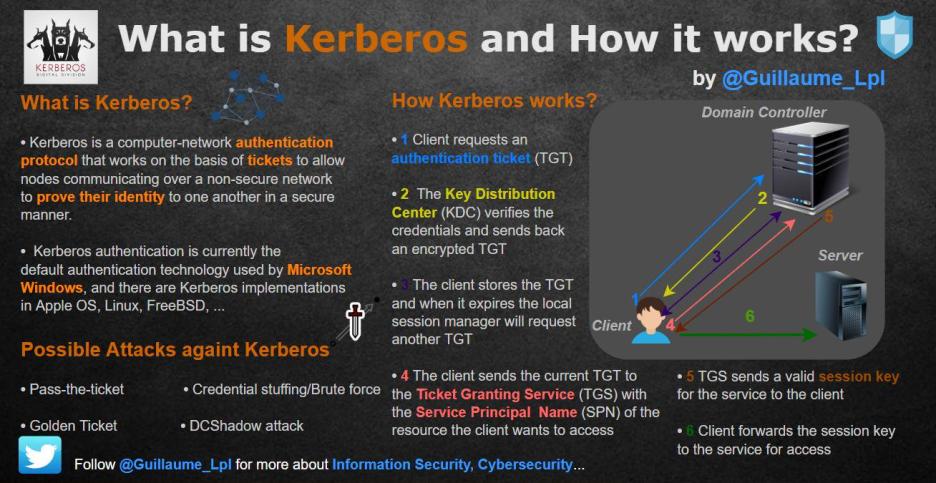 KERBEROS
DIGITAL DIVISION
What is Kerberos and How it works?
by @Guillaume_Lpl
What is Kerberos?
• Kerberos is a computer-network authentication
protocol that works on the basis of tickets to allow
nodes communicating over a non-secure network
to prove their identity to one another in a secure
manner.
• Kerberos authentication is currently the
default authentication technology used by Microsoft
Windows, and there are Kerberos implementations
in Apple OS, Linux, FreeBSD, ...
Possible Attacks againt Kerberos
• Pass-the-ticket
• Credential stuffing/Brute force
• Golden Ticket
• DCShadow attack
How Kerberos works?
• 1 Client requests an
authentication ticket (TGT)
• 2 The Key Distribution
Center (KDC) verifies the
credentials and sends back
an encrypted TGT
• 3 The client stores the TGT
and when it expires the local
session manager will request
another TGT
• 4 The client sends the current TGT to
the Ticket Granting Service (TGS) with
the Service Principal Name (SPN) of the
resource the client wants to access
Domain Controller
2
5
3
Server
1
Client
4
6
• 5 TGS sends a valid session key
for the service to the client
• 6 Client forwards the session key
to the service for access
Follow @Guillaume_Lpl for more about Information Security, Cybersecurity...